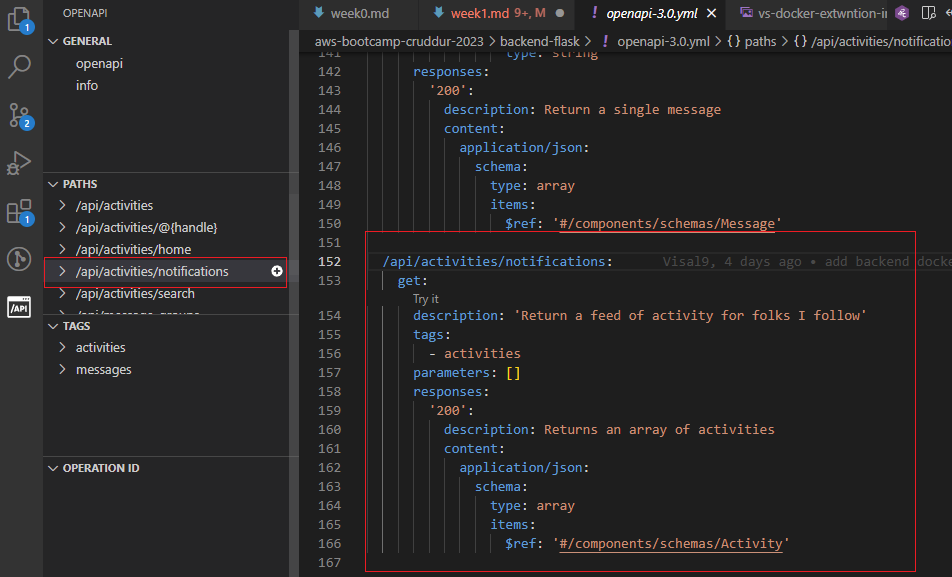 OPENAPI
week0.md
week1.md 9+, M
! openapi-3.0.yml
vs-docker-extwntion-in
1
GENERAL
openapi
info
2
1
/API/
PATHS
/api/activities
/api/activities/@{handle}
/api/activities/home
/api/activities/notifications
/api/activities/search
TAGS
activities
messages
OPERATION ID
aws-bootcamp-cruddur-2023 > backend-flask > ! openapi-3.0.yml > {} paths > {} /api/activities/notificatio
141 type: string
142 responses:
143 '200':
144 description: Return a single message
145 content:
146 application/json:
147 schema:
148 type: array
149 items:
150 $ref: '#/components/schemas/Message'
151
152 /api/activities/notifications: Visal9, 4 days ago • add backend docke
153 get:
Try it
154 description: 'Return a feed of activity for folks I follow'
155 tags:
156 - activities
157 parameters: []
158 responses:
159 '200':
160 description: Returns an array of activities
161 content:
162 application/json:
163 schema:
164 type: array
165 items:
166 $ref: '#/components/schemas/Activity'
167